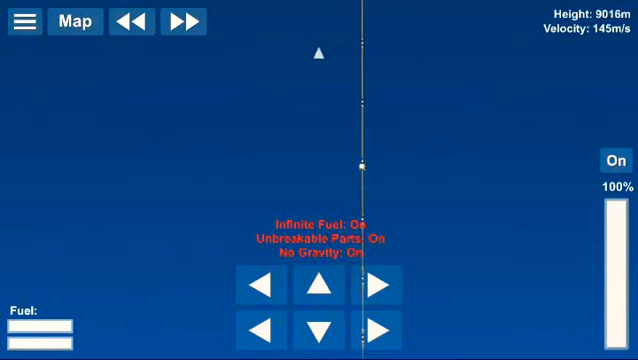 Map
Height: 9016m
Velocity: 145m/s
On
100%
Infinite Fuel: On
Unbreakable Parts: On
No Gravity: On
Fuel: